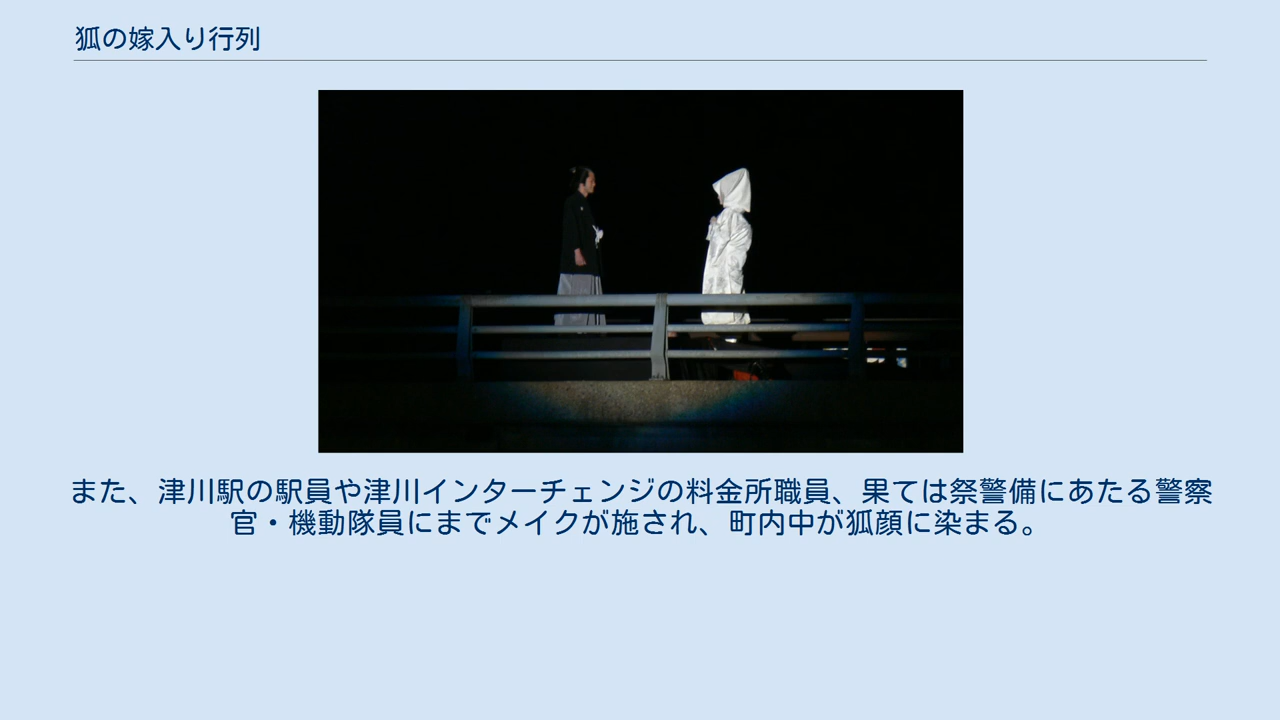 狐の嫁入り行列
また、津川駅の駅員や津川インターチェンジの料金所職員、果ては祭警備にあたる警察
官・機動隊員にまでメイクが施され、町内中が狐顔に染まる。